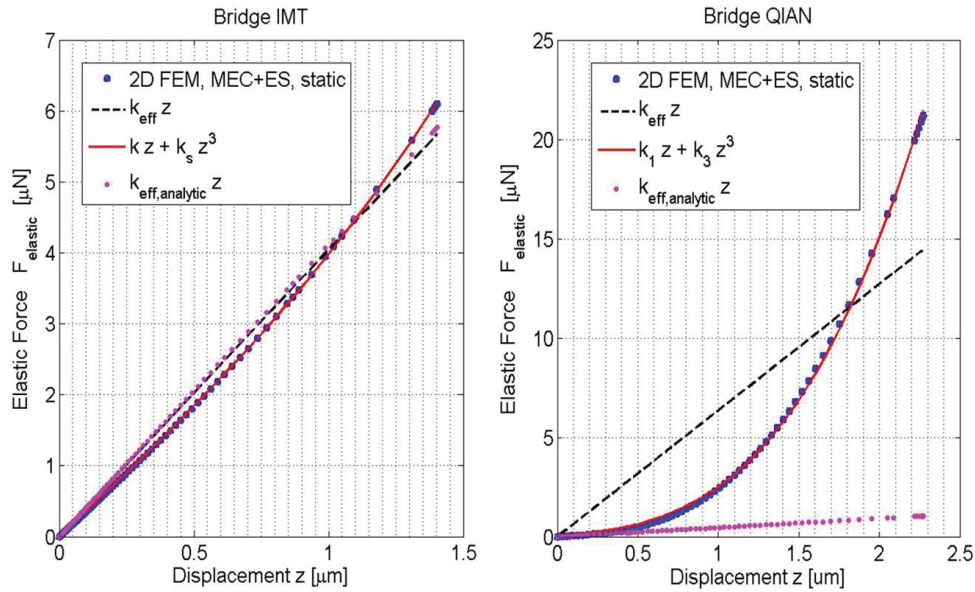 Bridge IMT
7
6
5
4
3
2
1
0
Elastic Force F_elastic [μN]
2D FEM, MEC+ES, static
k_eff z
k z + k_s z^3
k_eff,analytic z
0
0.5
1
1.5
Displacement z [μm]
Bridge QIAN
25
20
15
10
5
0
Elastic Force F_elastic [μN]
2D FEM, MEC+ES, static
k_eff z
k_1 z + k_3 z^3
k_eff,analytic z
0
0.5
1
1.5
2
2.5
Displacement z [um]